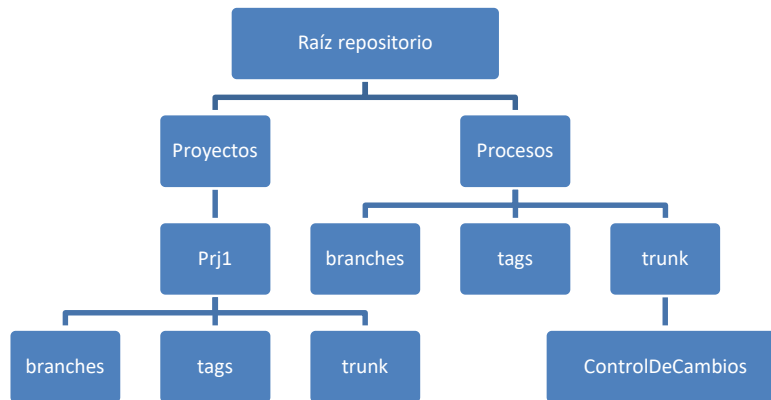 Raíz repositorio
Proyectos
Procesos
Prj1
branches
tags
trunk
branches
tags
trunk
ControlDeCambios